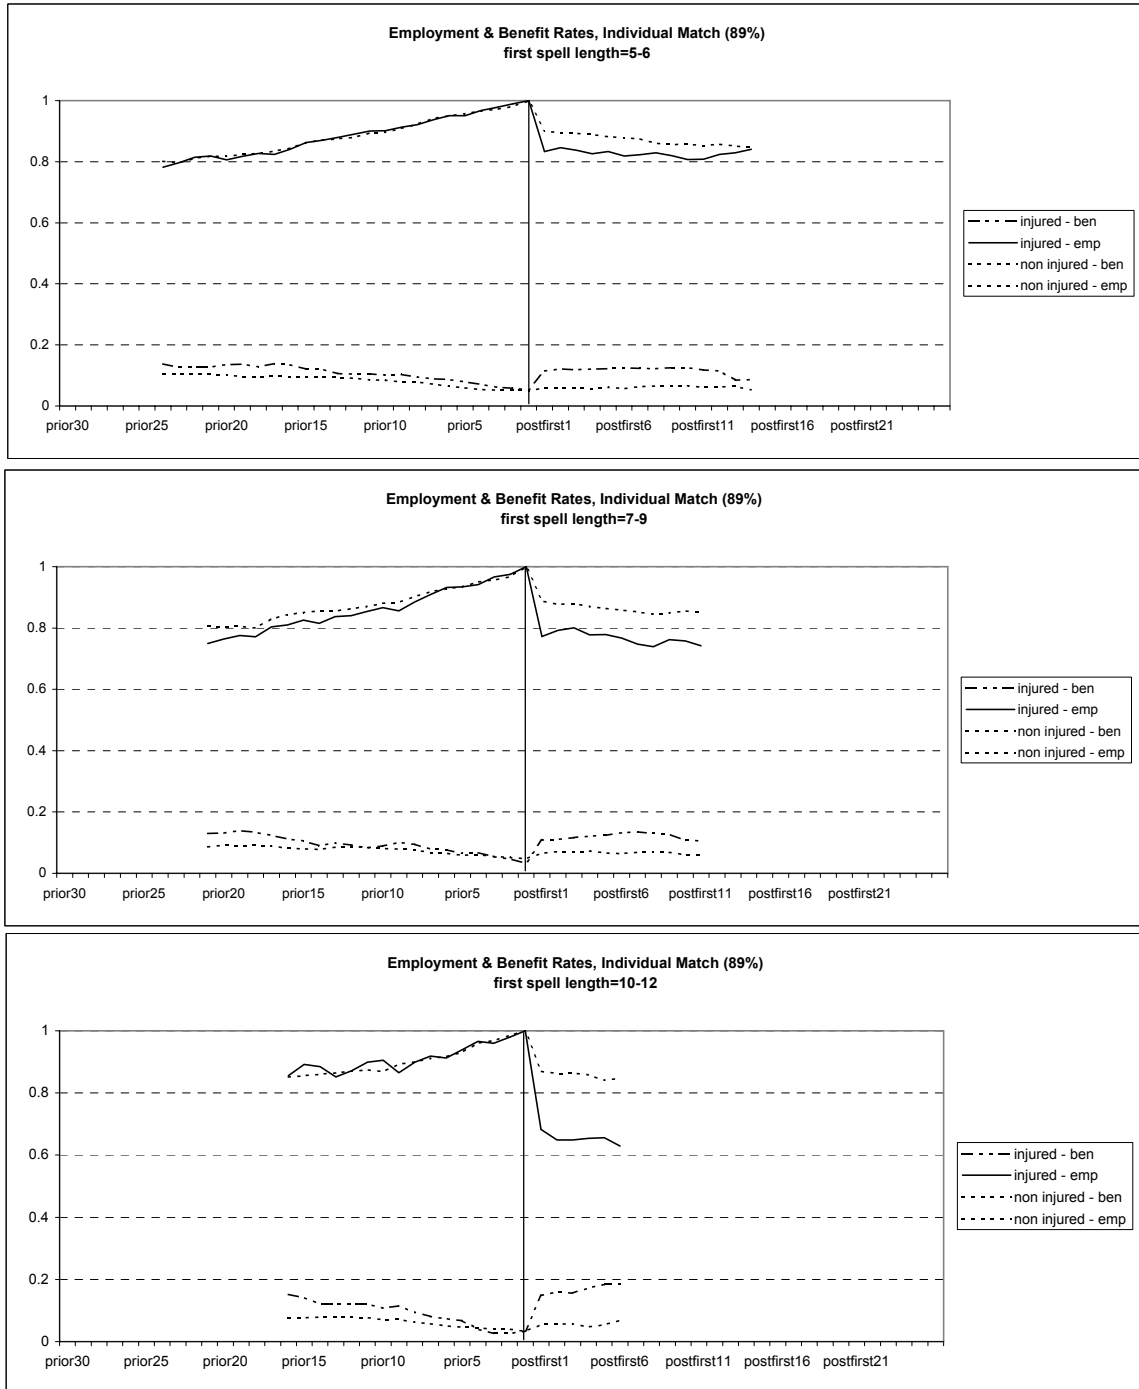 Employment & Benefit Rates, Individual Match (89%)
first spell length=5-6
1
0.8
0.6
0.4
0.2
0
prior30 prior25 prior20 prior15 prior10 prior5 postfirst1 postfirst6 postfirst11 postfirst16 postfirst21
injured - ben
injured - emp
non injured - ben
non injured - emp
Employment & Benefit Rates, Individual Match (89%)
first spell length=7-9
1
0.8
0.6
0.4
0.2
0
prior30 prior25 prior20 prior15 prior10 prior5 postfirst1 postfirst6 postfirst11 postfirst16 postfirst21
injured - ben
injured - emp
non injured - ben
non injured - emp
Employment & Benefit Rates, Individual Match (89%)
first spell length=10-12
1
0.8
0.6
0.4
0.2
0
prior30 prior25 prior20 prior15 prior10 prior5 postfirst1 postfirst6 postfirst11 postfirst16 postfirst21
injured - ben
injured - emp
non injured - ben
non injured - emp